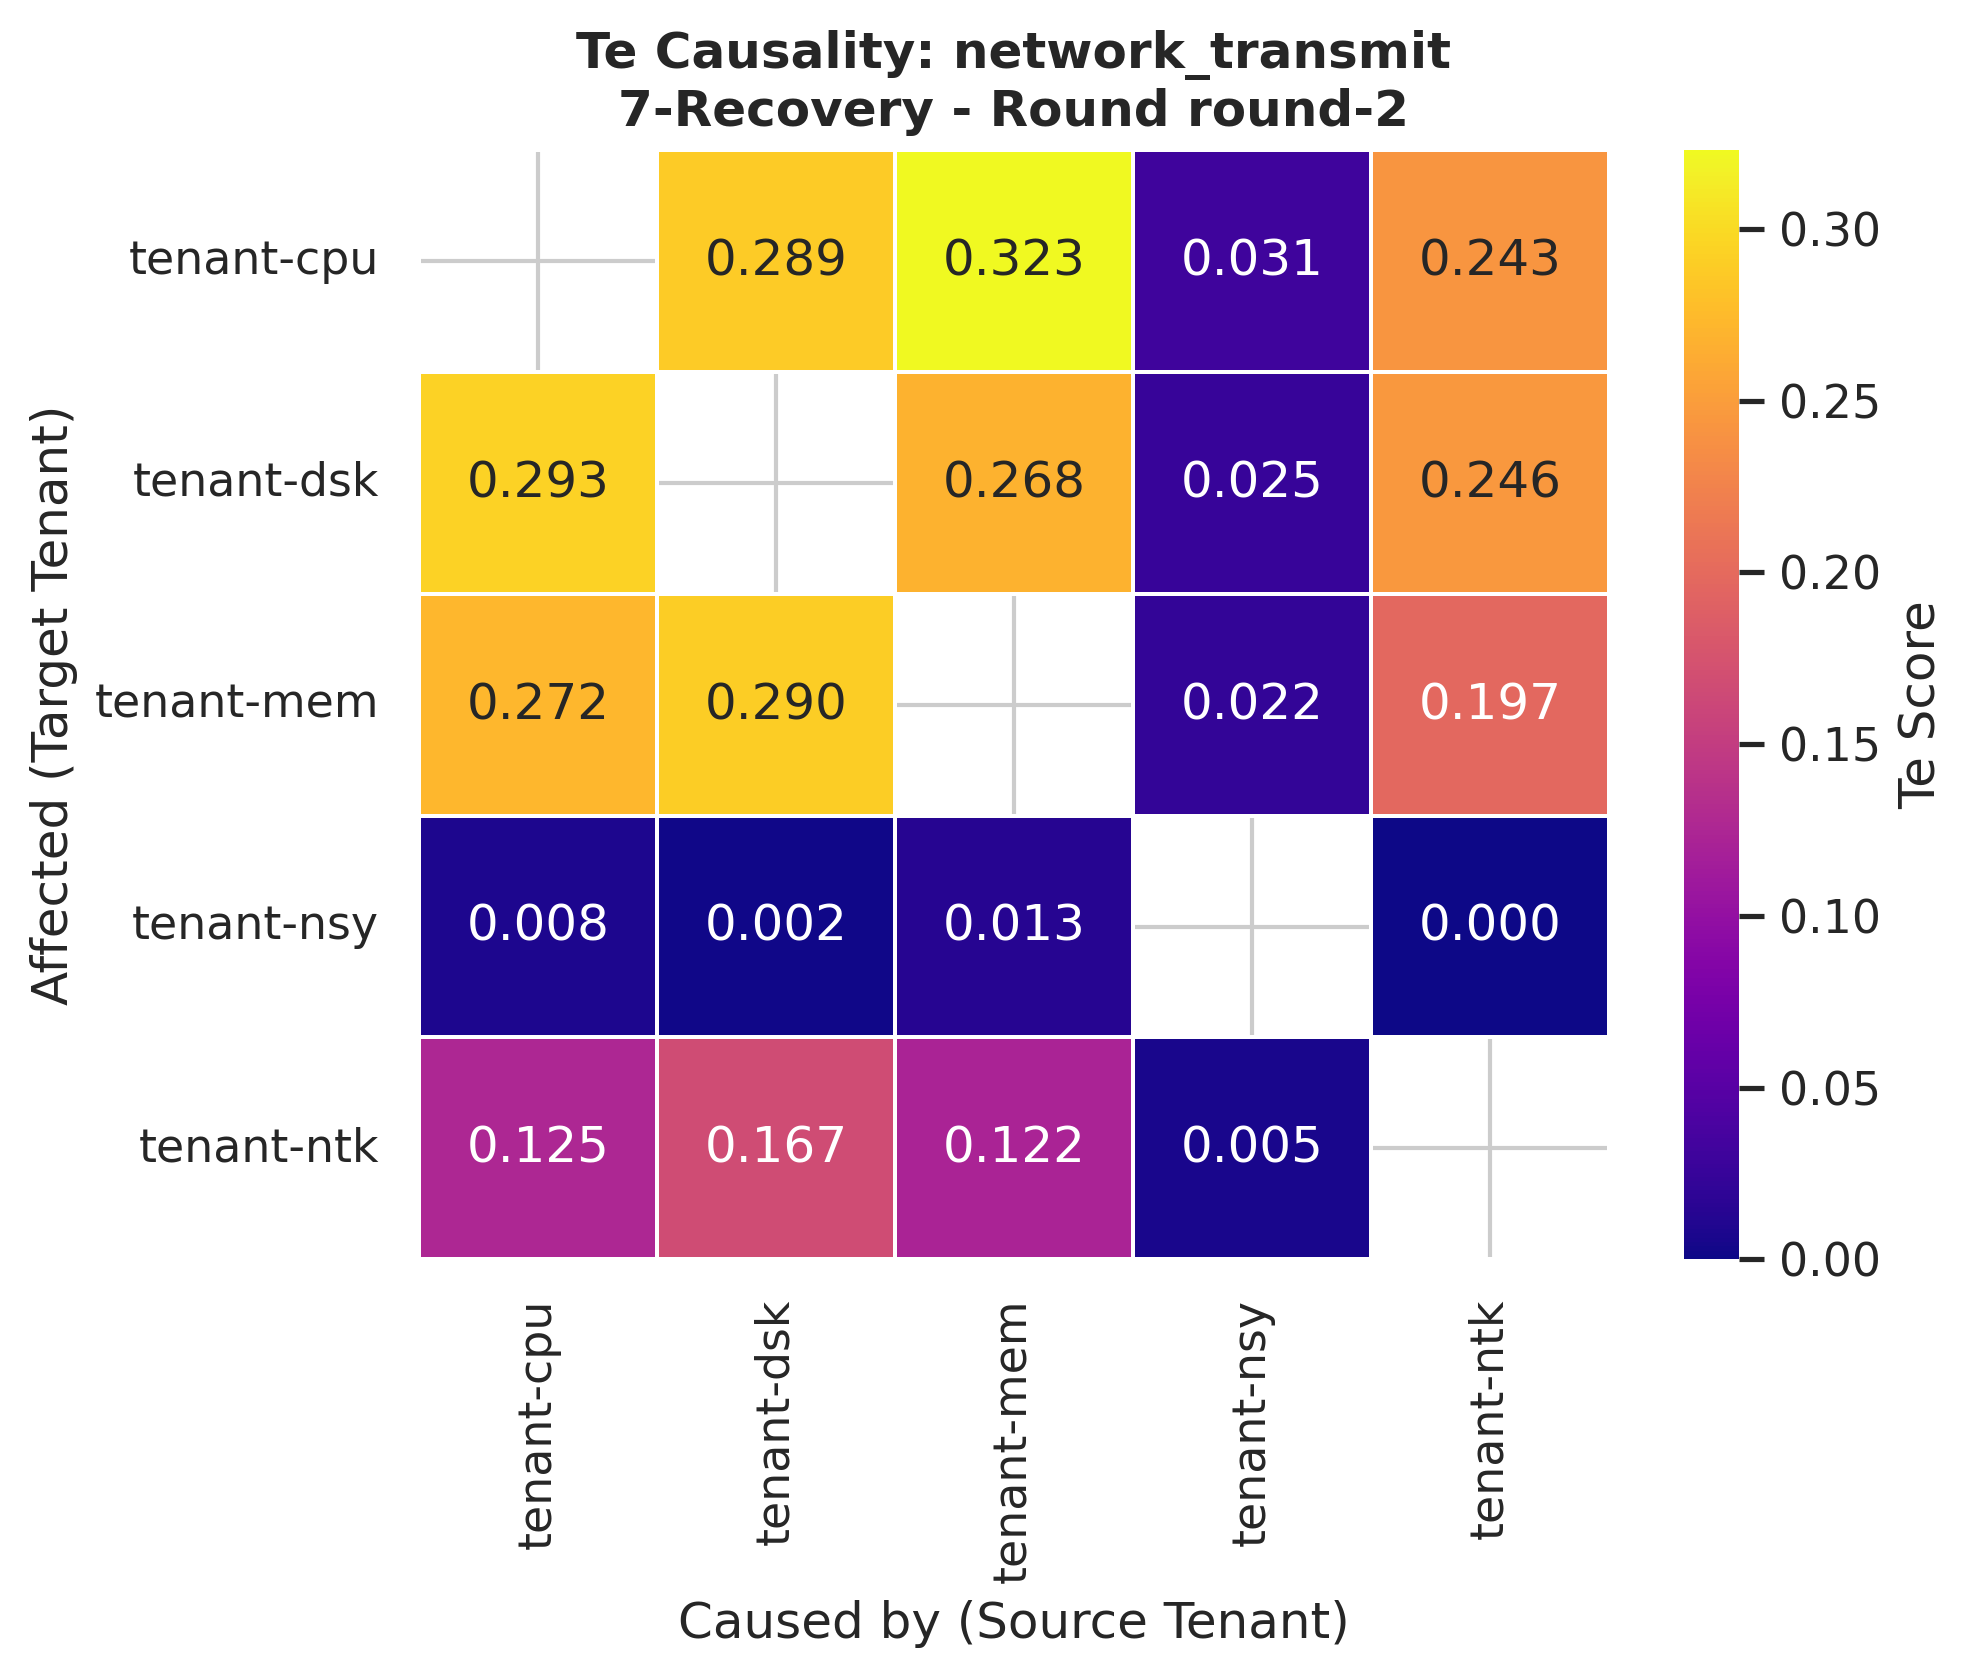 Te Causality: network_transmit
7-Recovery - Round round-2
Affected (Target Tenant)
tenant-cpu 0.289 0.323 0.031 0.243
tenant-dsk 0.293 0.268 0.025 0.246
tenant-mem 0.272 0.290 0.022 0.197
tenant-nsy 0.008 0.002 0.013 0.000
tenant-ntk 0.125 0.167 0.122 0.005
tenant-cpu tenant-dsk tenant-mem tenant-nsy tenant-ntk
Caused by (Source Tenant)
0.30
0.25
0.20
0.15
0.10
0.05
0.00
Te Score